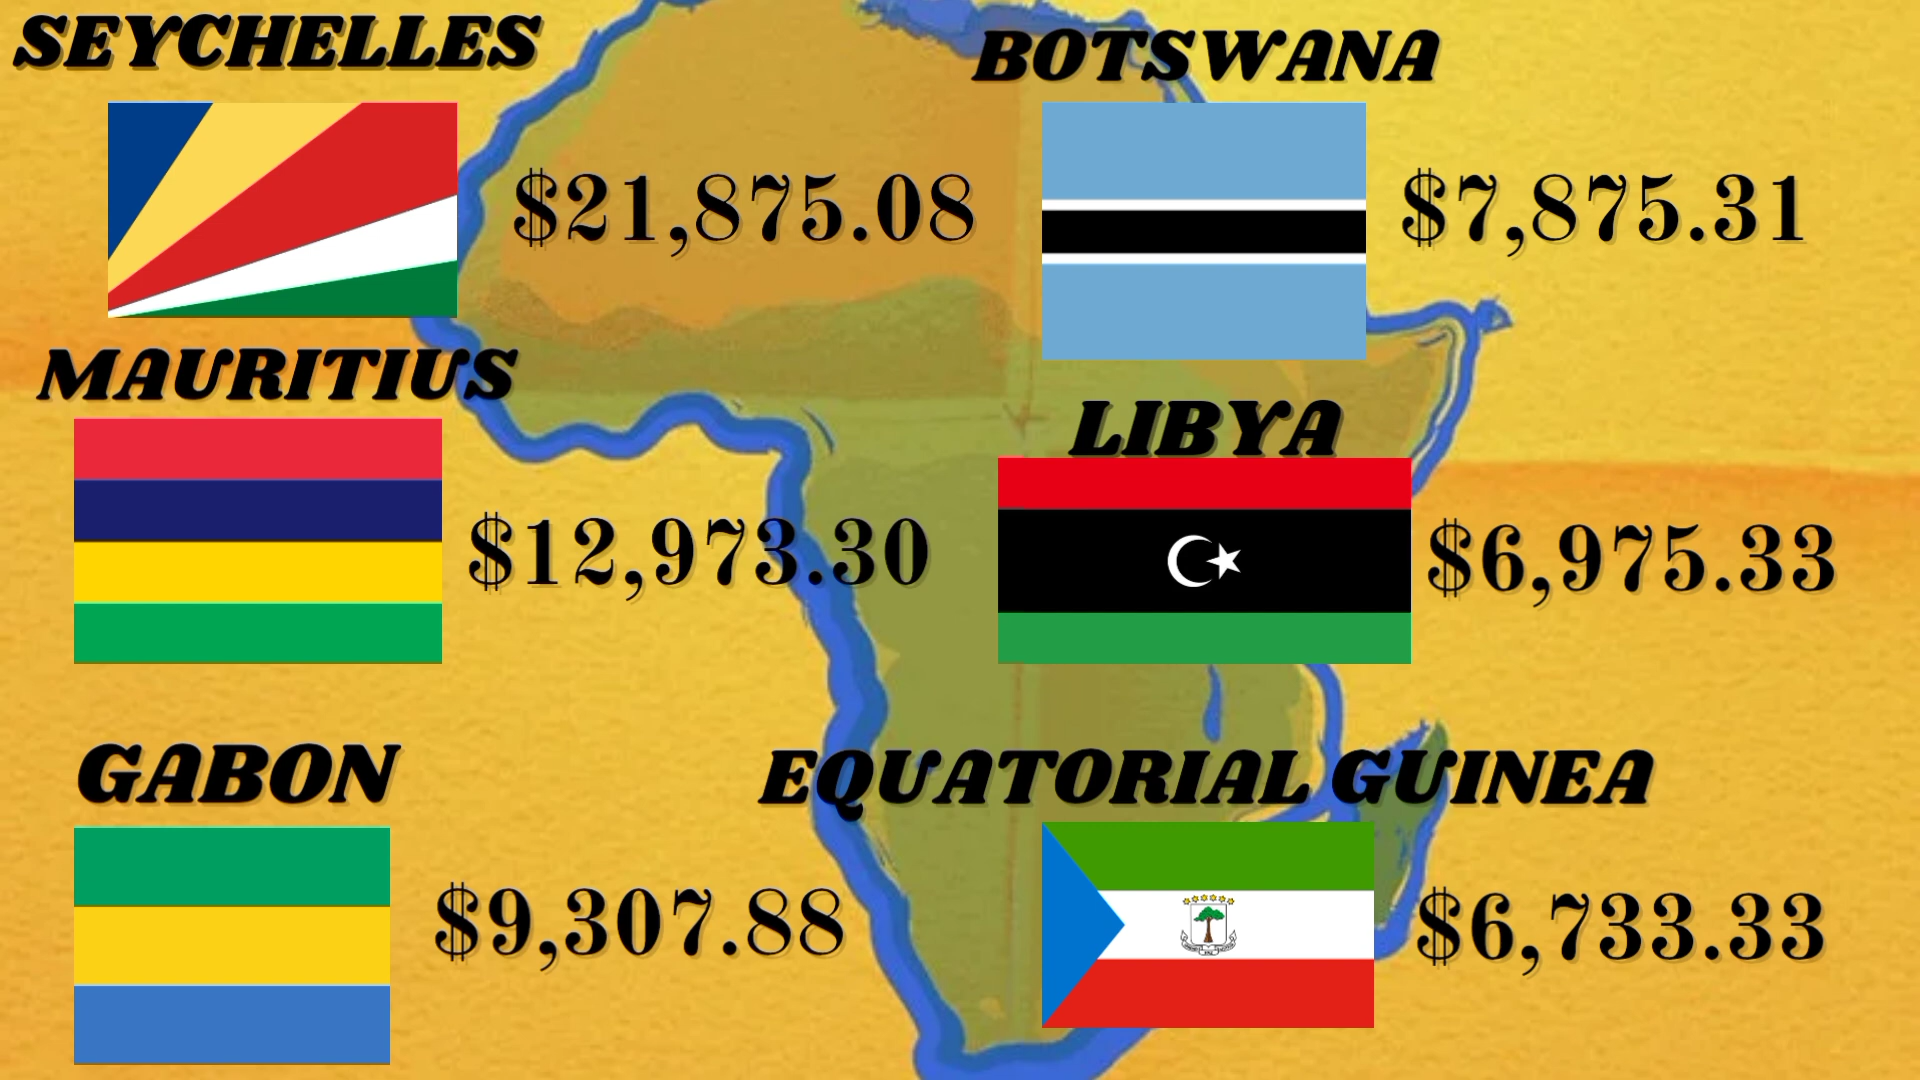 SEYCHELLES
$21,875.08
MAURITIUS
$12,973.30
GABON
$9,307.88
BOTSWANA
$7,875.31
LIBYA
$6,975.33
EQUATORIAL GUINEA
$6,733.33